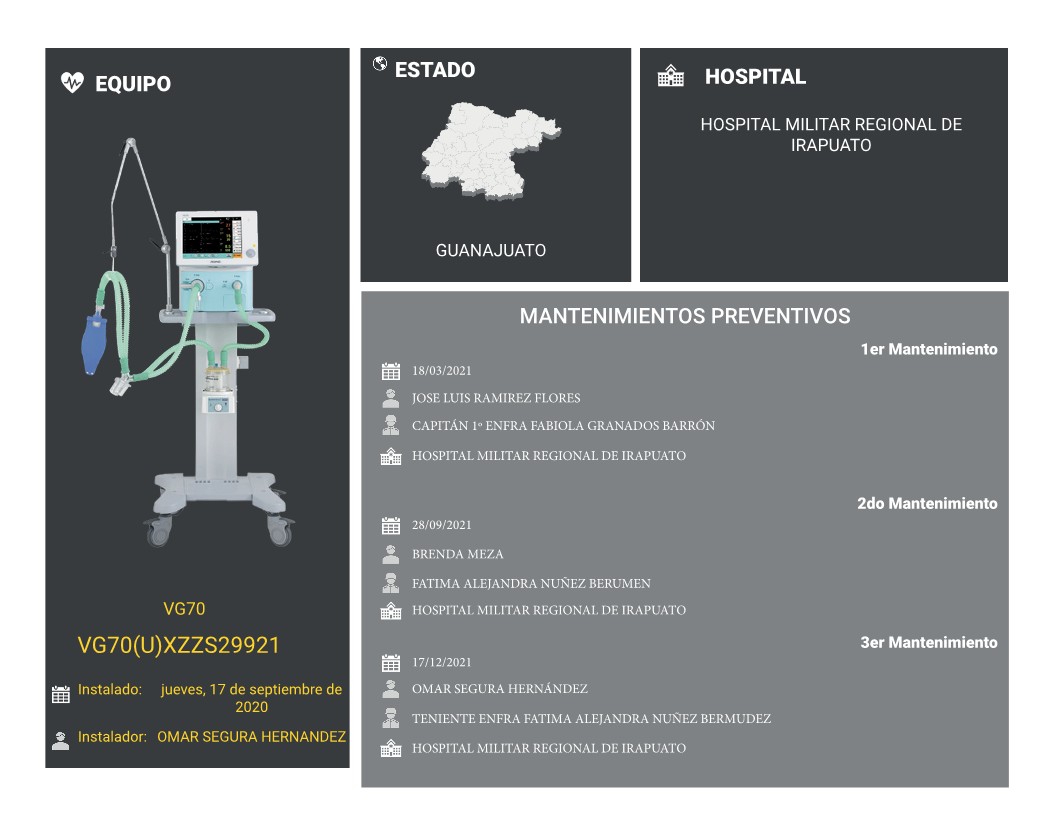 EQUIPO
VG70
VG70(U)XZZS29921
Instalado: jueves, 17 de septiembre de
2020
Instalador: OMAR SEGURA HERNANDEZ
ESTADO
GUANAJUATO
HOSPITAL
HOSPITAL MILITAR REGIONAL DE
IRAPUATO
MANTENIMIENTOS PREVENTIVOS
1er Mantenimiento
18/03/2021
JOSE LUIS RAMIREZ FLORES
CAPITÁN 1º ENFRA FABIOLA GRANADOS BARRÓN
HOSPITAL MILITAR REGIONAL DE IRAPUATO
2do Mantenimiento
28/09/2021
BRENDA MEZA
FATIMA ALEJANDRA NUÑEZ BERUMEN
HOSPITAL MILITAR REGIONAL DE IRAPUATO
3er Mantenimiento
17/12/2021
OMAR SEGURA HERNÁNDEZ
TENIENTE ENFRA FATIMA ALEJANDRA NUÑEZ BERMUDEZ
HOSPITAL MILITAR REGIONAL DE IRAPUATO